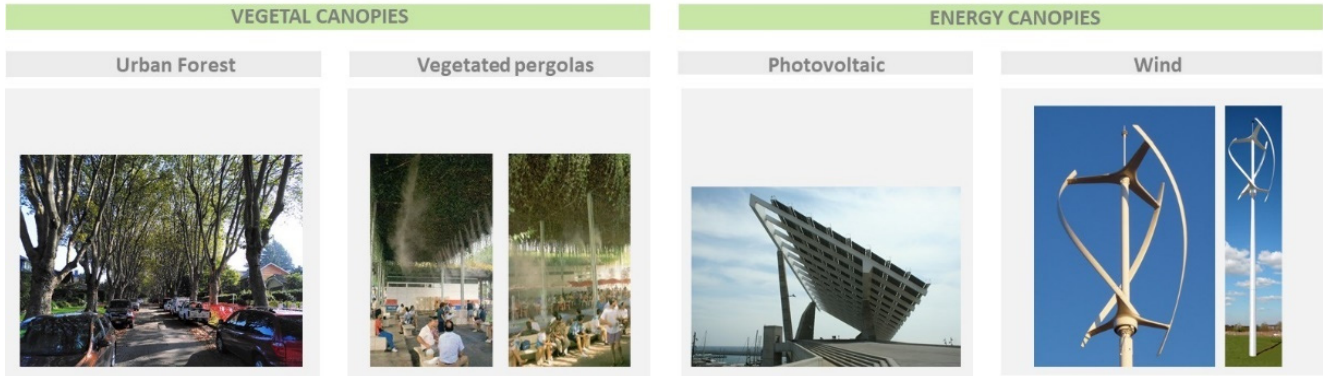 VEGETAL CANOPIES
ENERGY CANOPIES
Urban Forest
Vegetated pergolas
Photovoltaic
Wind